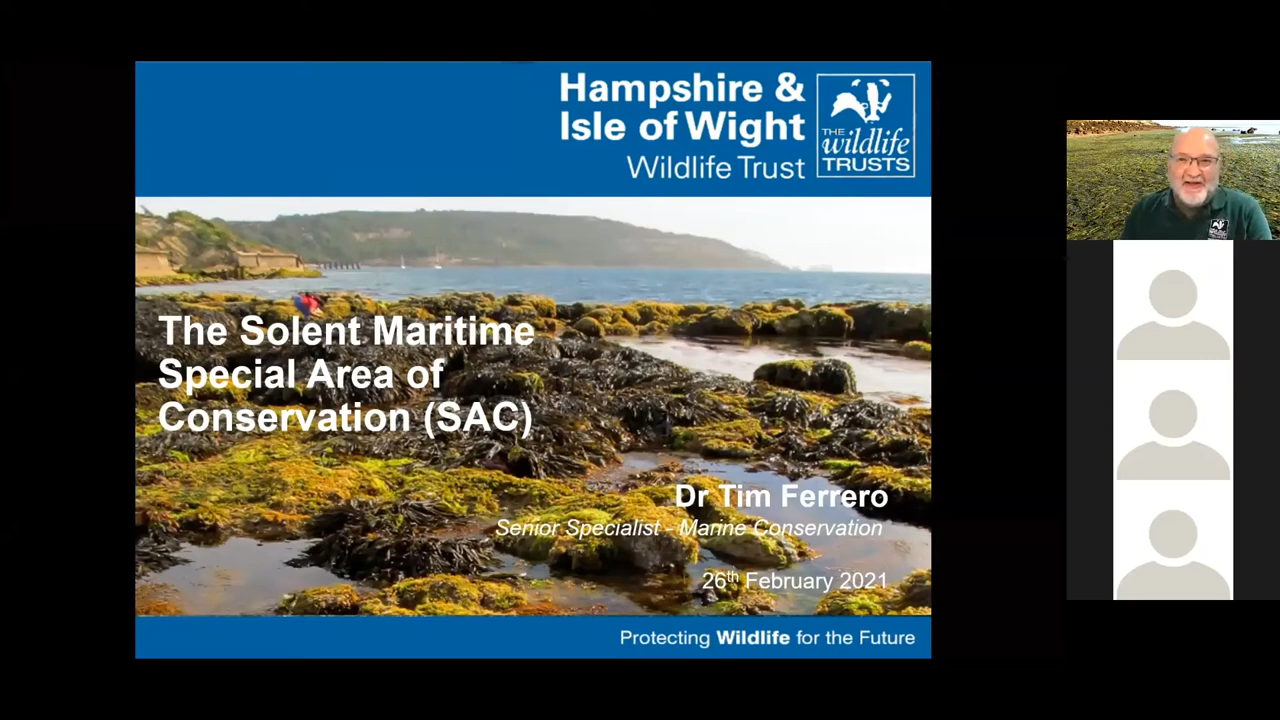 Hampshire &
Isle of Wight
Wildlife Trust
THE
wildlife
TRUSTS
The Solent Maritime
Special Area of
Conservation (SAC)
Dr Tim Ferrero
Senior Specialist - Marine Conservation
26th February 2021
Protecting Wildlife for the Future